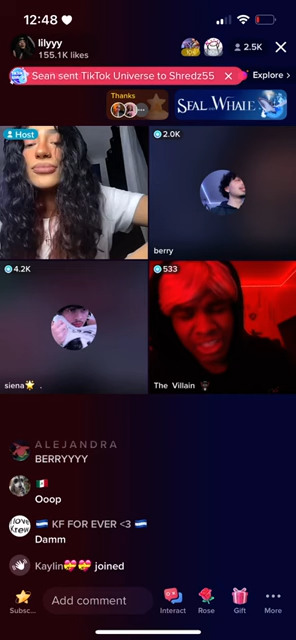 12:48
lilyyy
155.1K likes
2.5K
Sean sent TikTok Universe to Shredz55
Explore
Thanks
SEAL AND WHALE
Host
2.0K
berry
4.2K
siena🌟 .
533
The Villain
A L E J A N D R A
BERRYYYY
🇲🇽
Ooop
🇭🇳 KF FOR EVER <3 🇭🇳
Damm
Kaylin💝💝 joined
Subsc...
Add comment
Interact
Rose
Gift
More